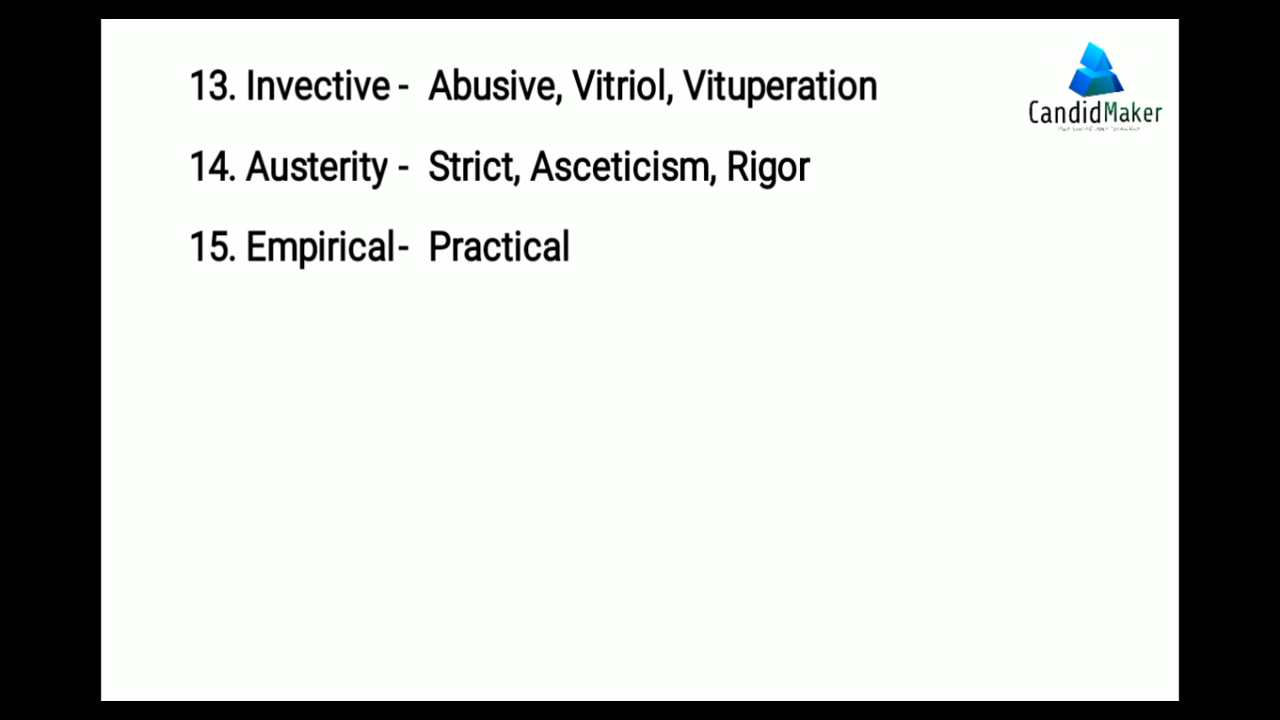 13. Invective - Abusive, Vitriol, Vituperation
CandidMaker
14. Austerity - Strict, Asceticism, Rigor
15. Empirical - Practical